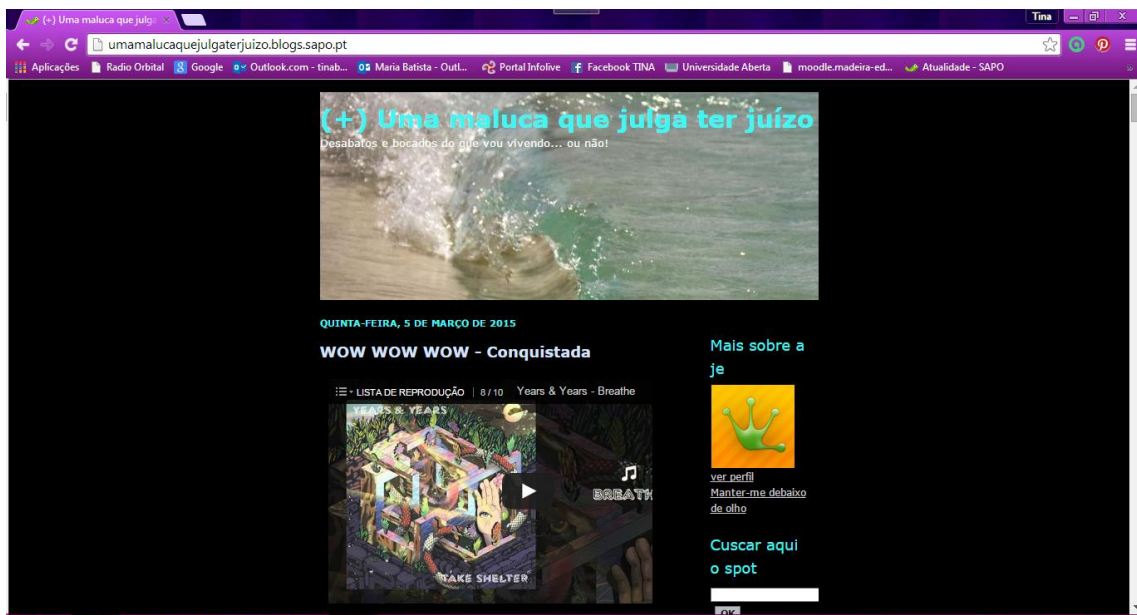 (+) Uma maluca que julga
Tina
umamalucaquejulgaterjuizo.blogs.sapo.pt
Aplicações Radio Orbital Google Outlook.com - tinab... Maria Batista - Outl... Portal Infolive Facebook TINA Universidade Aberta moodle.madeira-ed... Atualidade - SAPO »
(+) Uma maluca que julga ter juízo
Desabafos e bocados do que vou vivendo... ou não!
QUINTA-FEIRA, 5 DE MARÇO DE 2015
WOW WOW WOW - Conquistada
LISTA DE REPRODUÇÃO | 8 / 10 Years & Years - Breathe
YEARS & YEARS
BREATH
TAKE SHELTER
Mais sobre a
je
ver perfil
Manter-me debaixo
de olho
Cuscar aqui
o spot
OK